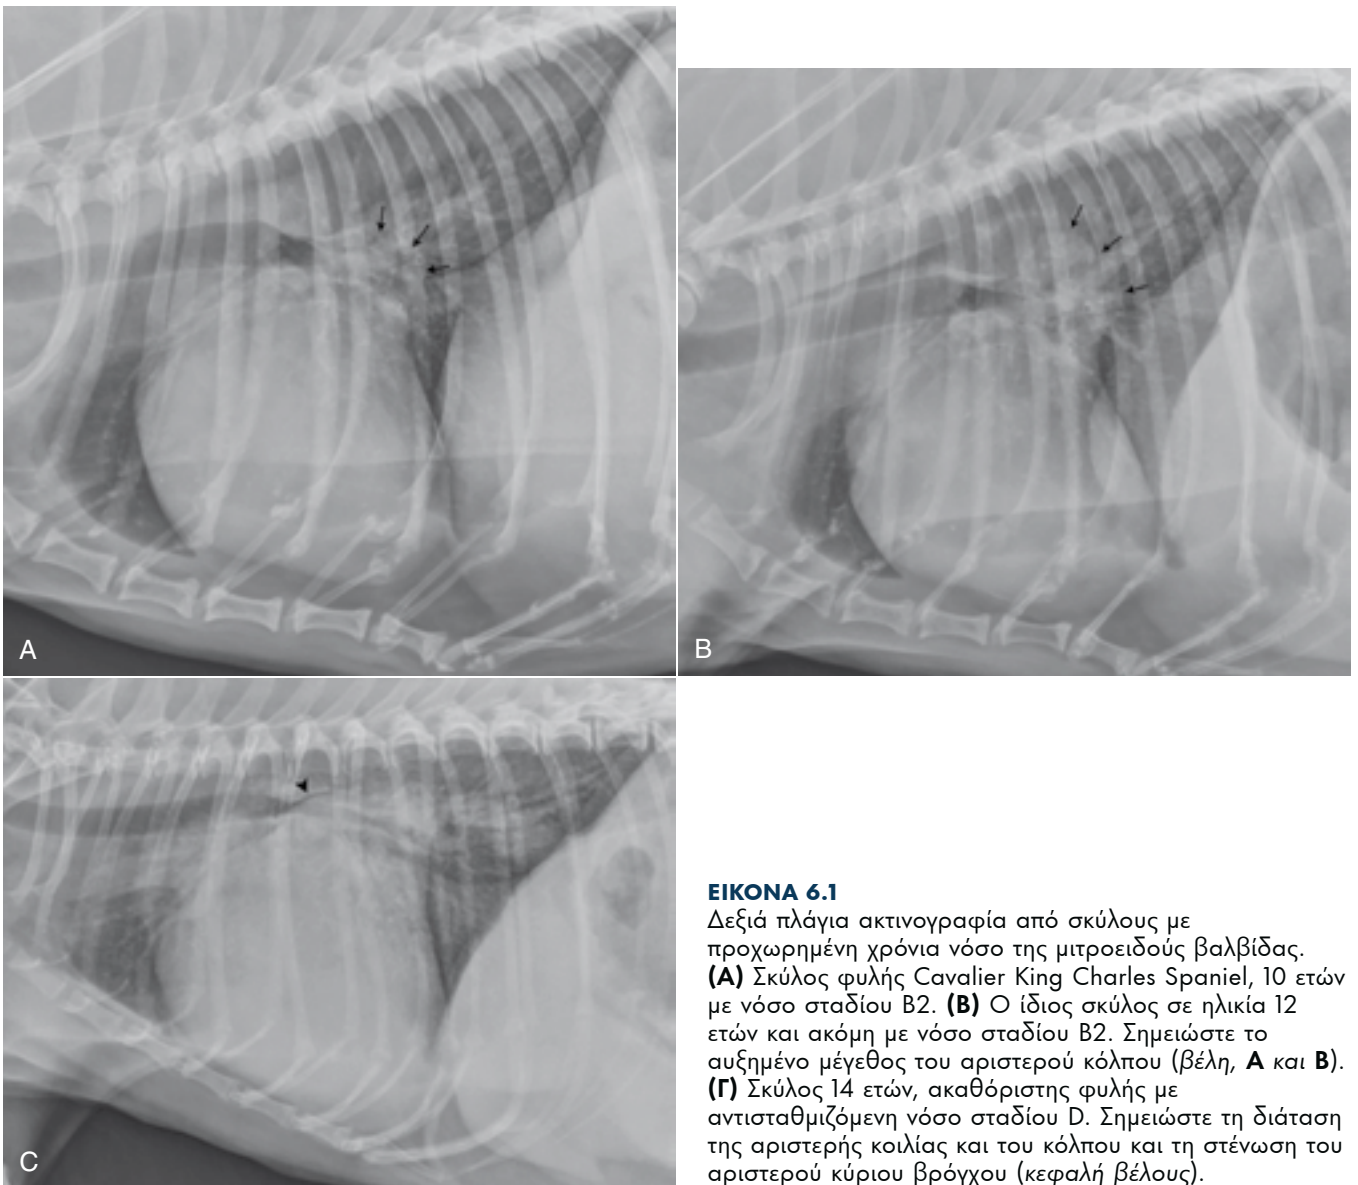 A
B
C
ΕΙΚΟΝΑ 6.1
Δεξιά πλάγια ακτινογραφία από σκύλους με
προχωρημένη χρόνια νόσο της μιτροειδούς βαλβίδας.
(Α) Σκύλος φυλής Cavalier King Charles Spaniel, 10 ετών
με νόσο σταδίου Β2. (Β) Ο ίδιος σκύλος σε ηλικία 12
ετών και ακόμη με νόσο σταδίου Β2. Σημειώστε το
αυξημένο μέγεθος του αριστερού κόλπου (βέλη, Α και Β).
(Γ) Σκύλος 14 ετών, ακαθόριστης φυλής με
αντισταθμιζόμενη νόσο σταδίου D. Σημειώστε τη διάταση
της αριστερής κοιλίας και του κόλπου και τη στένωση του
αριστερού κύριου βρόγχου (κεφαλή βέλους).